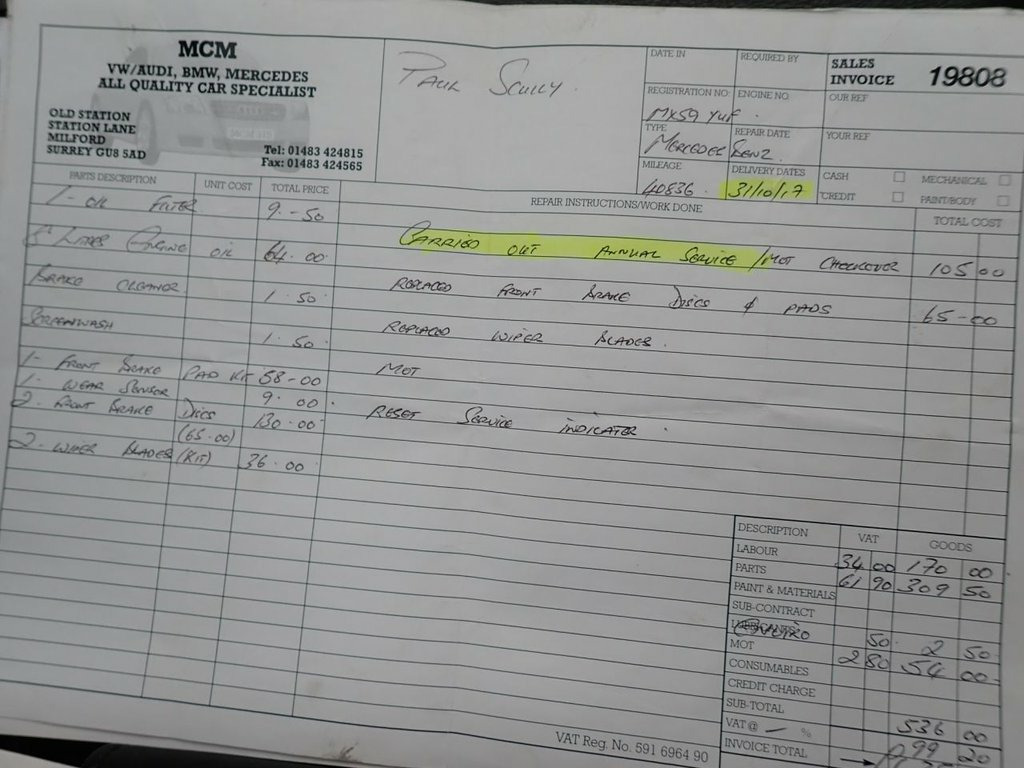 MCM
VW/AUDI, BMW, MERCEDES
ALL QUALITY CAR SPECIALIST
OLD STATION
STATION LANE
MILFORD
SURREY GU8 5AD
Tel: 01483 424815
Fax: 01483 424565
PAUL SCULLY
DATE IN
REQUIRED BY
SALES INVOICE 19808
REGISTRATION NO:
ENGINE NO.
OUR REF
MX59 YUF
TYPE
REPAIR DATE
YOUR REF
MERCEDES BENZ
MILEAGE
DELIVERY DATES
CASH
MECHANICAL
40836
31/10/17
CREDIT
PAINT/BODY
PARTS DESCRIPTION
UNIT COST
TOTAL PRICE
REPAIR INSTRUCTIONS/WORK DONE
TOTAL COST
1- OIL FILTER 9.-50
5 LITRES ENGINE OIL 64.00
BRAKE CLEANER 1.50
SCREENWASH 1.50
1- FRONT BRAKE PAD KIT 58-00
1. WEAR SENSOR 9.00
2. FRONT BRAKE DISCS 130.00
(65.00)
2. WIPER BLADES (KIT) 36.00
CARRIED OUT ANNUAL SERVICE/MOT CHECKOVER 105 00
REPLACED FRONT BRAKE DISCS & PADS 65-00
REPLACED WIPER BLADES.
MOT
RESET SERVICE INDICATER.
DESCRIPTION VAT GOODS
LABOUR 34 00 170 00
PARTS 61 90 309 50
PAINT & MATERIALS
SUB-CONTRACT
50. 2 50
MOT 2 80 54 00
CONSUMABLES
CREDIT CHARGE
SUB-TOTAL 536 00
VAT @ - % 99 20
INVOICE TOTAL
VAT Reg. No. 591 6964 90